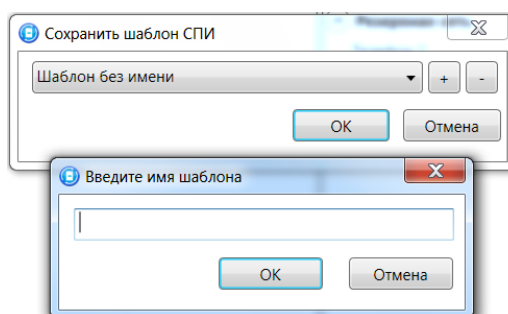 Сохранить шаблон СПИ
Шаблон без имени
+ -
ОК Отмена
Введите имя шаблона
ОК Отмена